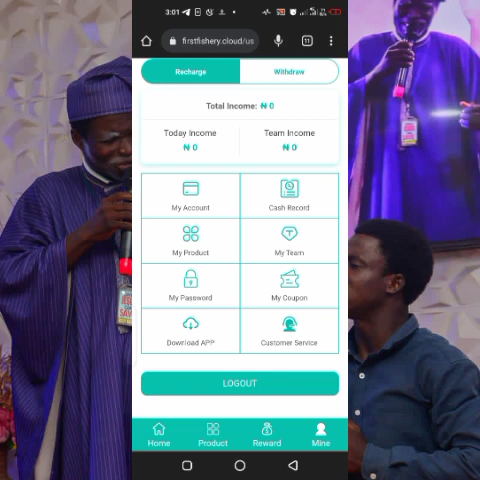 3:01
firstfishery.cloud/us
11
Recharge
Withdraw
Total Income: ₦ 0
Today Income
Team Income
₦ 0
₦ 0
My Account
Cash Record
My Product
My Team
My Password
My Coupon
Download APP
Customer Service
LOGOUT
Home
Product
Reward
Mine